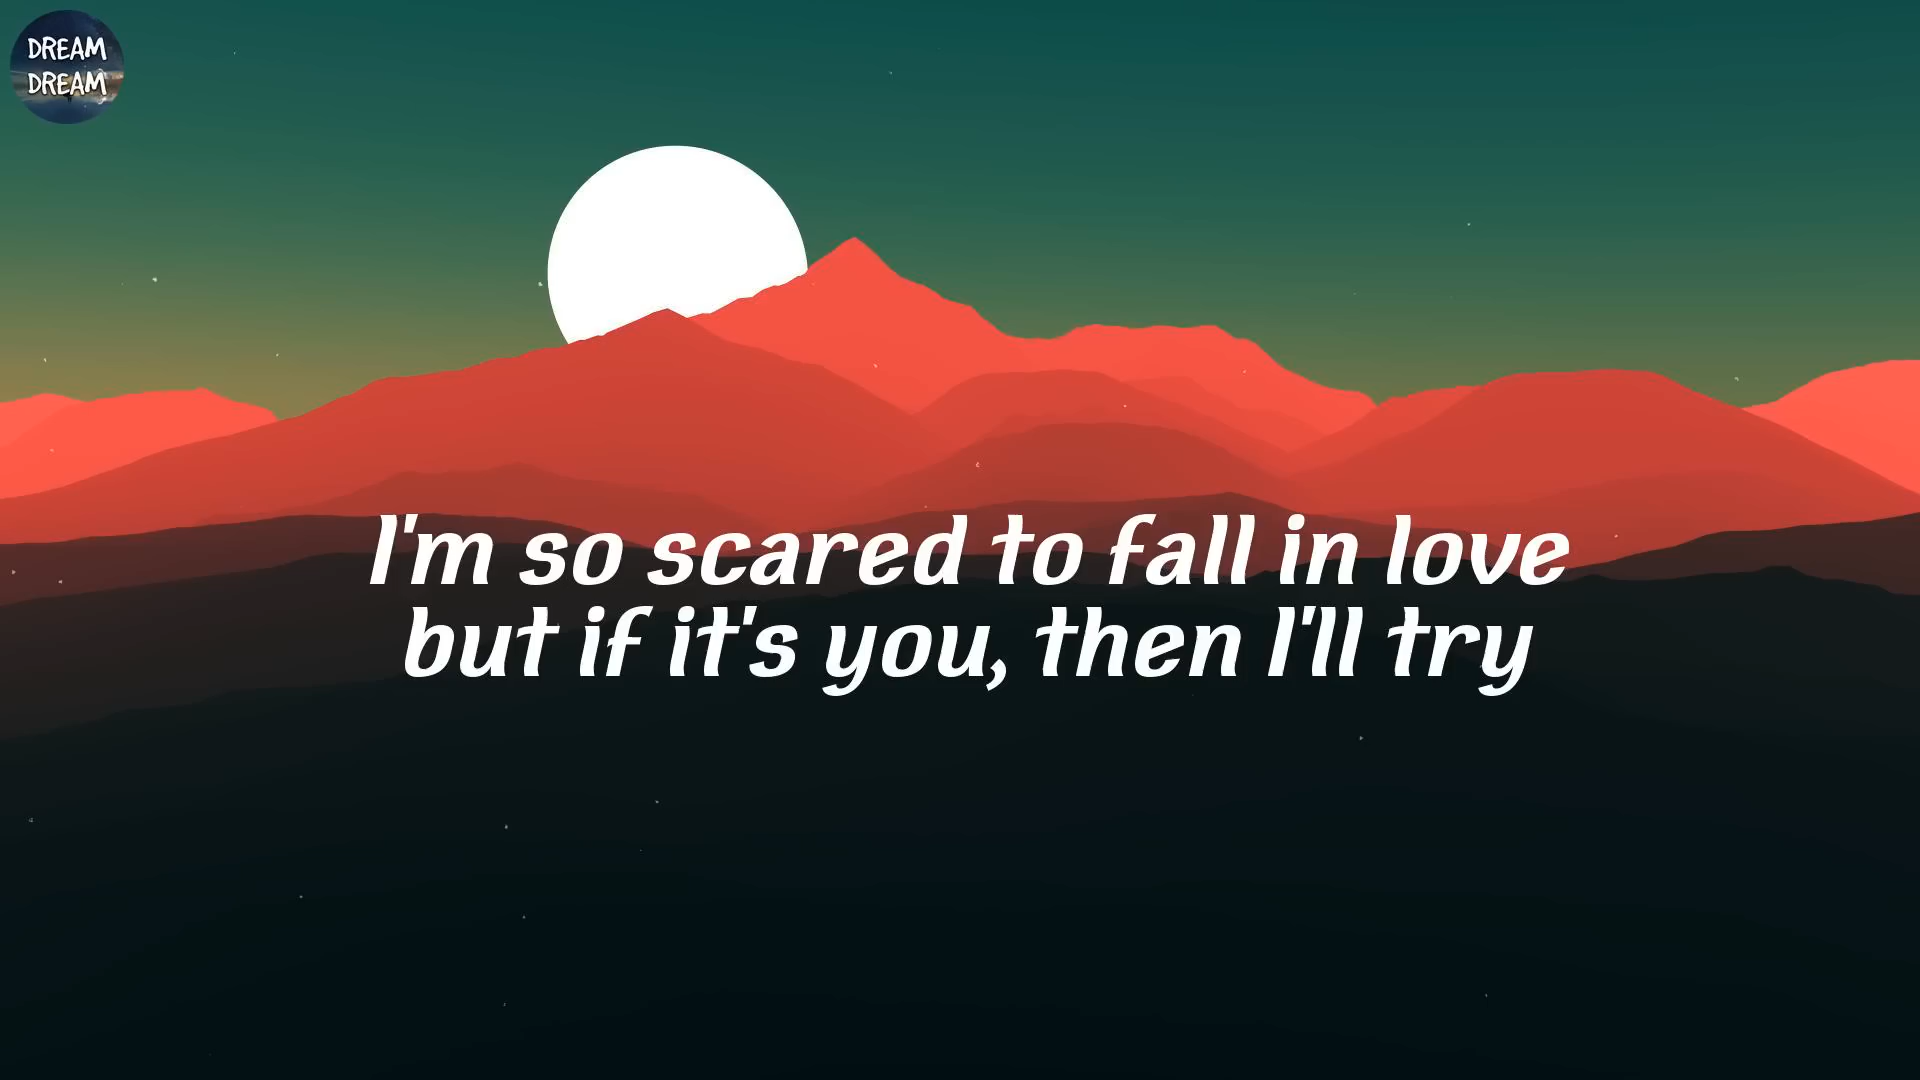 DREAM
DREAM
I'm so scared to fall in love
but if it's you, then I'll try